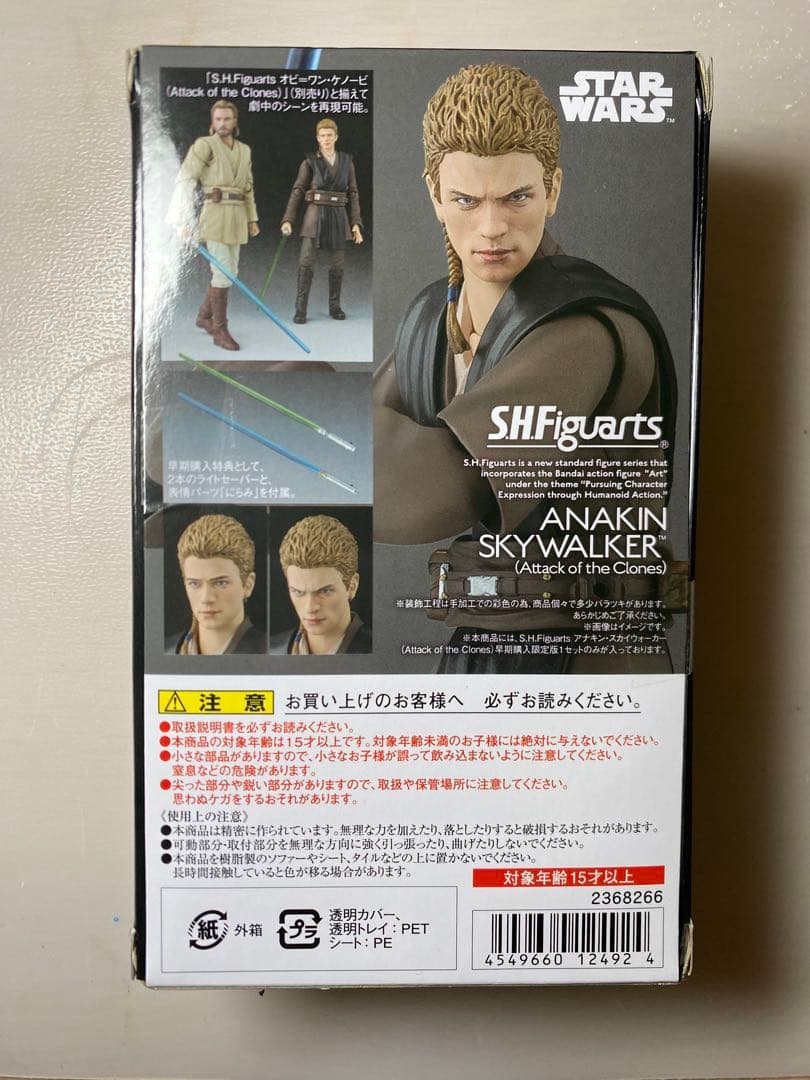 「S.H.Figuarts オビ=ワン・ケノービ
(Attack of the Clones)」(別売り)と揃えて
劇中のシーンを再現可能。
STAR
WARS™
早期購入特典として、
2本のライトセーバーと、
表情パーツ「にらみ」を付属。
S.H.Figuarts®
S.H.Figuarts is a new standard figure series that
incorporates the Bandai action figure "Art"
under the theme "Pursuing Character
Expression through Humanoid Action."
ANAKIN
SKYWALKER™
(Attack of the Clones)
※装飾工程は手加工での彩色の為、商品個々で多少バラツキがあります。
あらかじめご了承ください。
※画像はイメージです。
※本商品には、S.H.Figuarts アナキン・スカイウォーカー
(Attack of the Clones)早期購入限定版1セットのみが入っております。
注意 お買い上げのお客様へ 必ずお読みください。
●取扱説明書を必ずお読みください。
●本商品の対象年齢は15才以上です。対象年齢未満のお子様には絶対に与えないでください。
●小さな部品がありますので、小さなお子様が誤って飲み込まないように注意してください。
窒息などの危険があります。
●尖った部分や鋭い部分がありますので、取扱や保管場所に注意してください。
思わぬケガをするおそれがあります。
《使用上の注意》
●本商品は精密に作られています。無理な力を加えたり、落としたりすると破損するおそれがあります。
●可動部分・取付部分を無理な方向に強く引っ張ったり、曲げたりしないでください。
●本商品を樹脂製のソファーやシート、タイルなどの上に置かないでください。
長時間接触していると色が移る場合があります。
対象年齢15才以上
2368266
紙 外箱
プラ 透明カバー、
透明トレイ:PET
シート:PE
4549660 12492 4